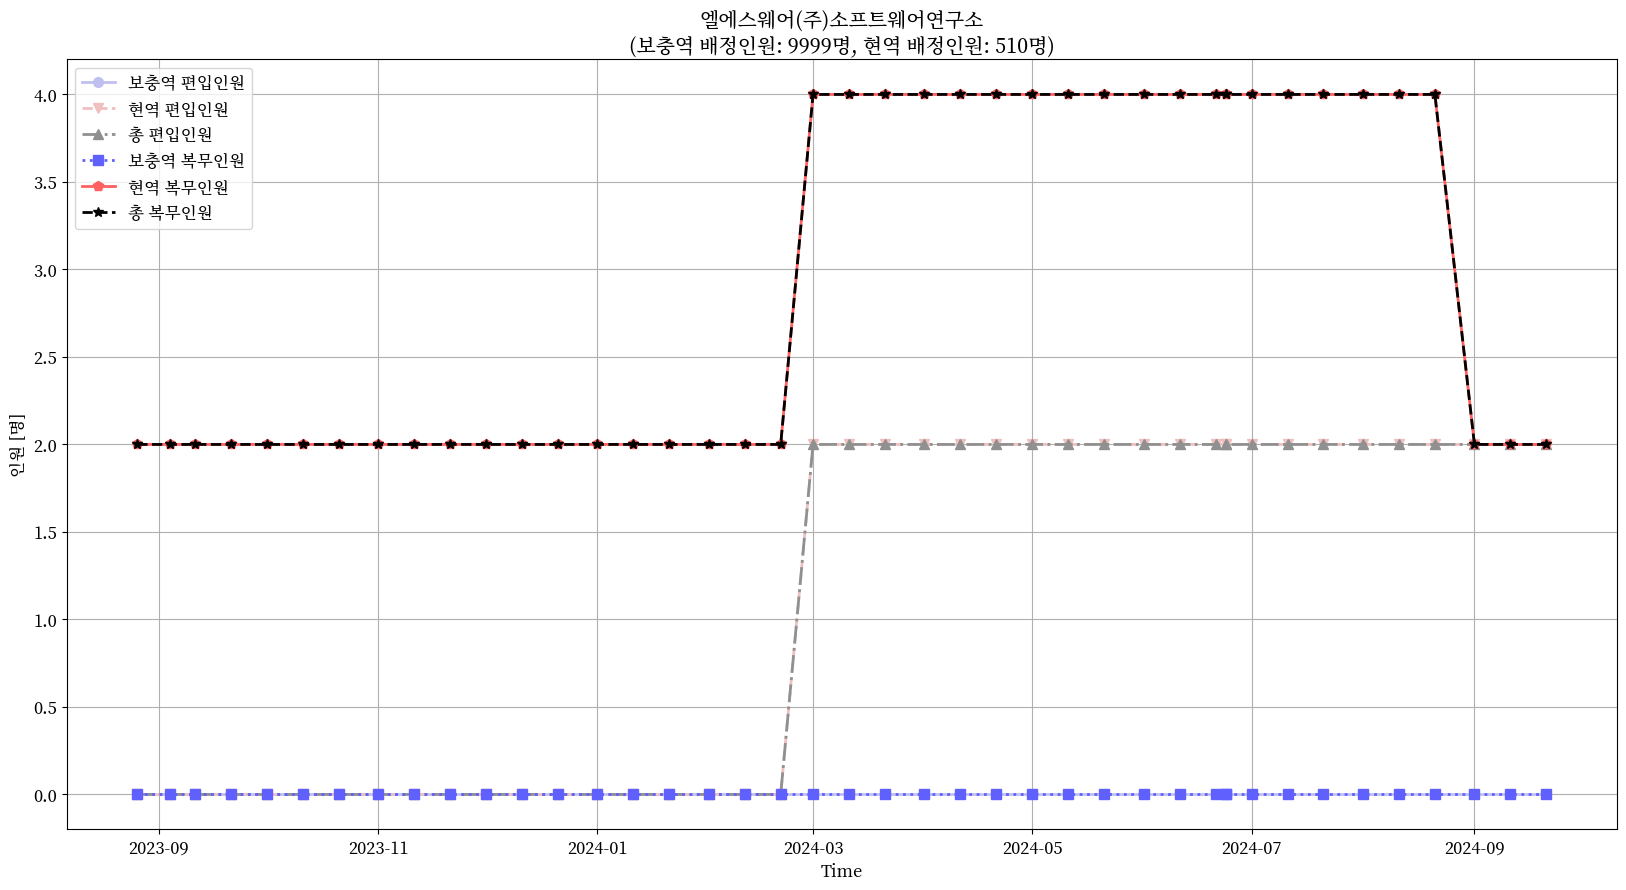 엘에스웨어(주)소프트웨어연구소
(보충역 배정인원: 9999명, 현역 배정인원: 510명)
보충역 편입인원
현역 편입인원
총 편입인원
보충역 복무인원
현역 복무인원
총 복무인원
4.0
3.5
3.0
2.5
2.0
1.5
1.0
0.5
0.0
인원 [명]
2023-09
2023-11
2024-01
2024-03
2024-05
2024-07
2024-09
Time